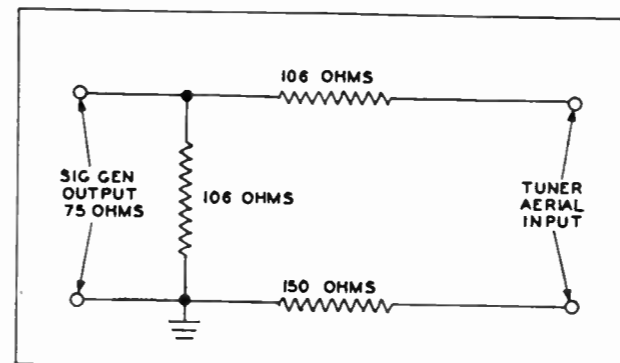 106 OHMS
SIG GEN
OUTPUT
75 OHMS
106 OHMS
TUNER
AERIAL
INPUT
150 OHMS